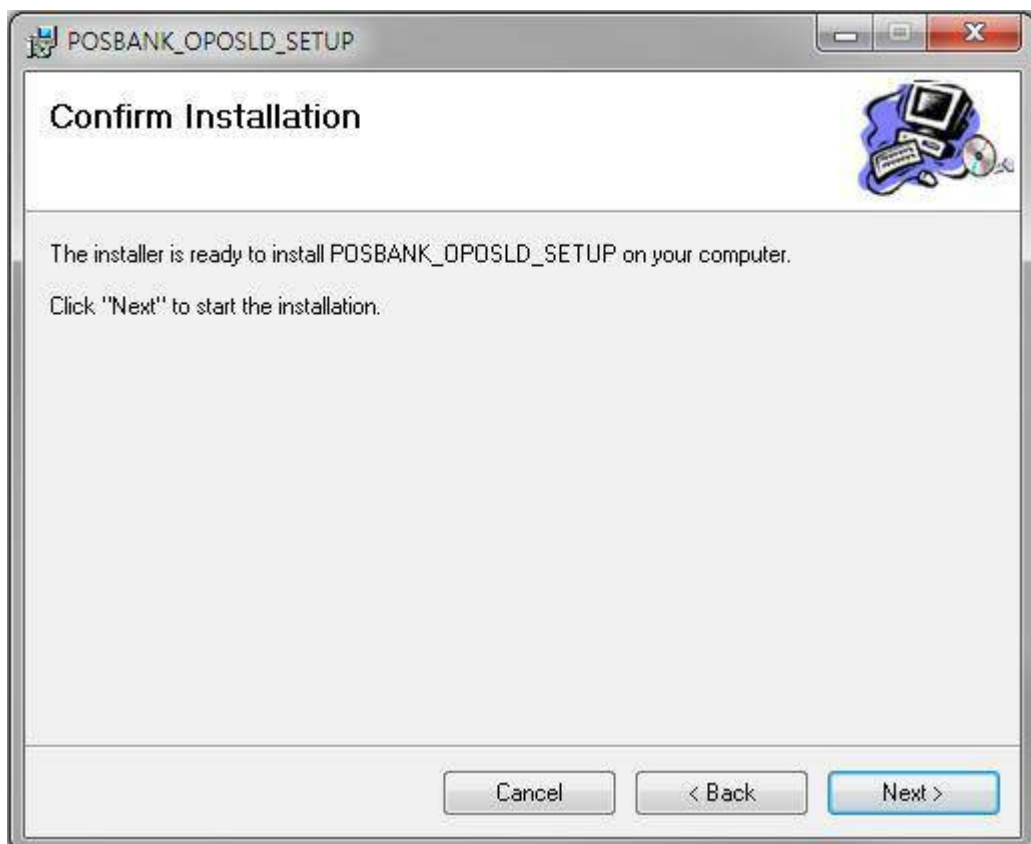 POSBANK_OPOSLD_SETUP
Confirm Installation
The installer is ready to install POSBANK_OPOSLD_SETUP on your computer.
Click "Next" to start the installation.
Cancel
< Back
Next >